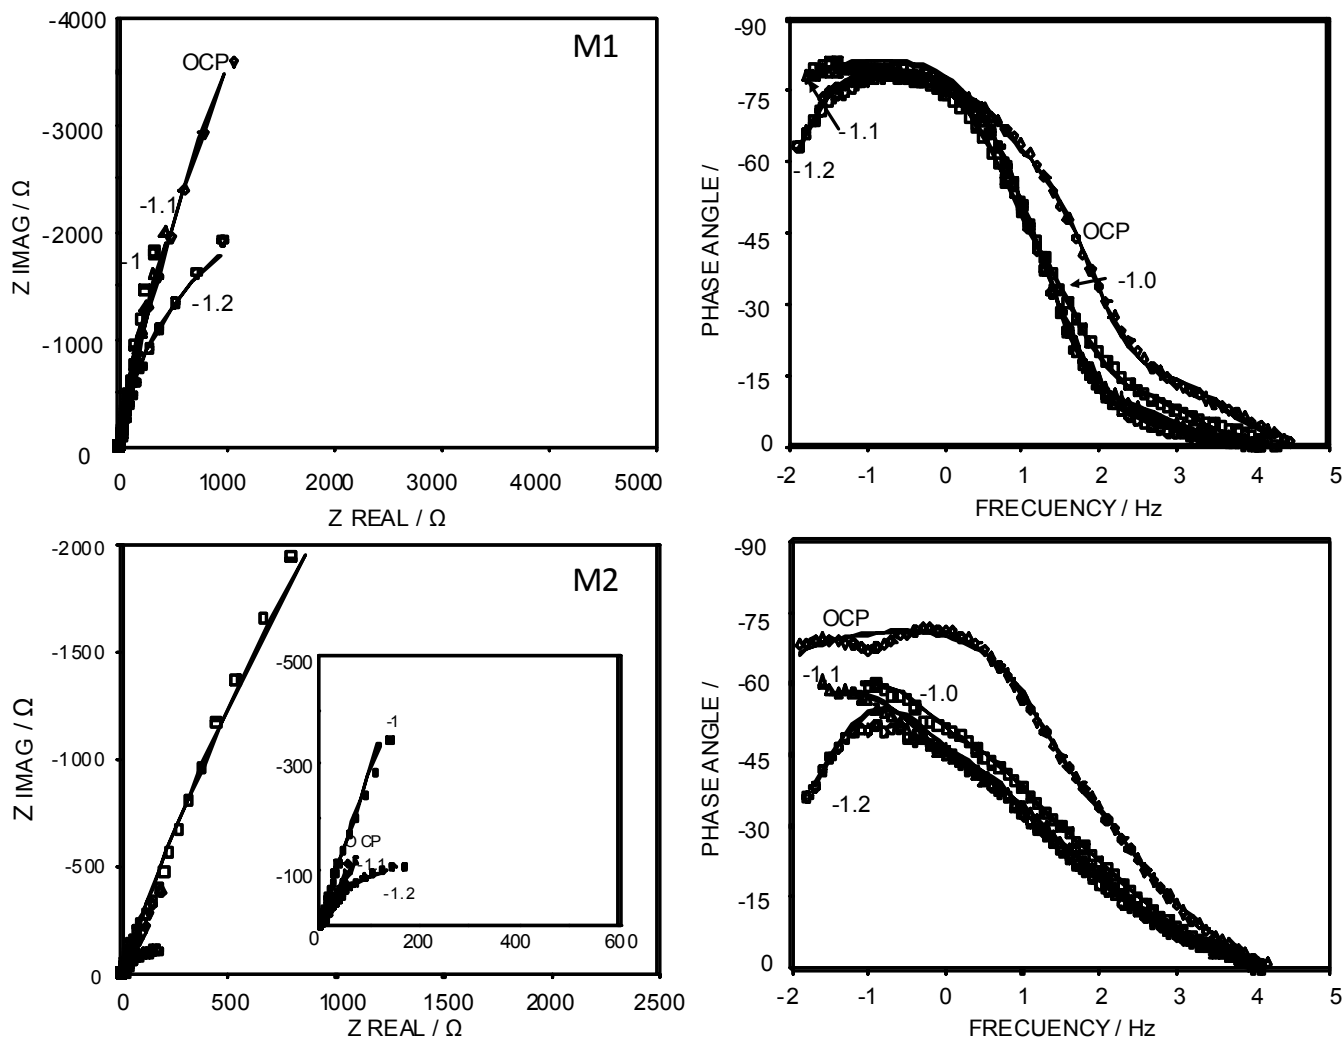 M1
Z IMAG / Ω
-4000
-3000
-2000
-1000
0
OCP
-1.1
-1
-1.2
0 1000 2000 3000 4000 5000
Z REAL / Ω
PHASE ANGLE /
-90
-75
-60
-45
-30
-15
0
-1.1
-1.2
OCP
-1.0
-2 -1 0 1 2 3 4 5
FRECUENCY / Hz
M2
Z IMAG / Ω
-2000
-1500
-1000
-500
0
-500
-300
-100
-1
OCP
-1.1
-1.2
0 200 400 600
0 500 1000 1500 2000 2500
Z REAL / Ω
PHASE ANGLE /
-90
-75
-60
-45
-30
-15
0
OCP
-1.1
-1.0
-1.2
-2 -1 0 1 2 3 4 5
FRECUENCY / Hz